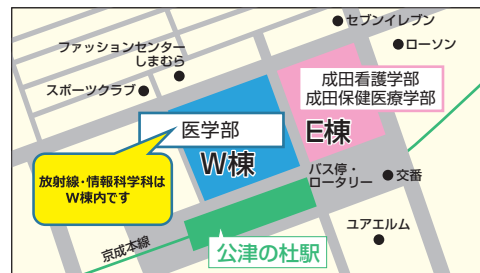 セブンイレブン
ローソン
ファッションセンター
しまむら
スポーツクラブ
成田看護学部
成田保健医療学部
E棟
医学部
W棟
放射線・情報科学科は
W棟内です
バス停・
ロータリー
交番
ユアエルム
京成本線
公津の杜駅